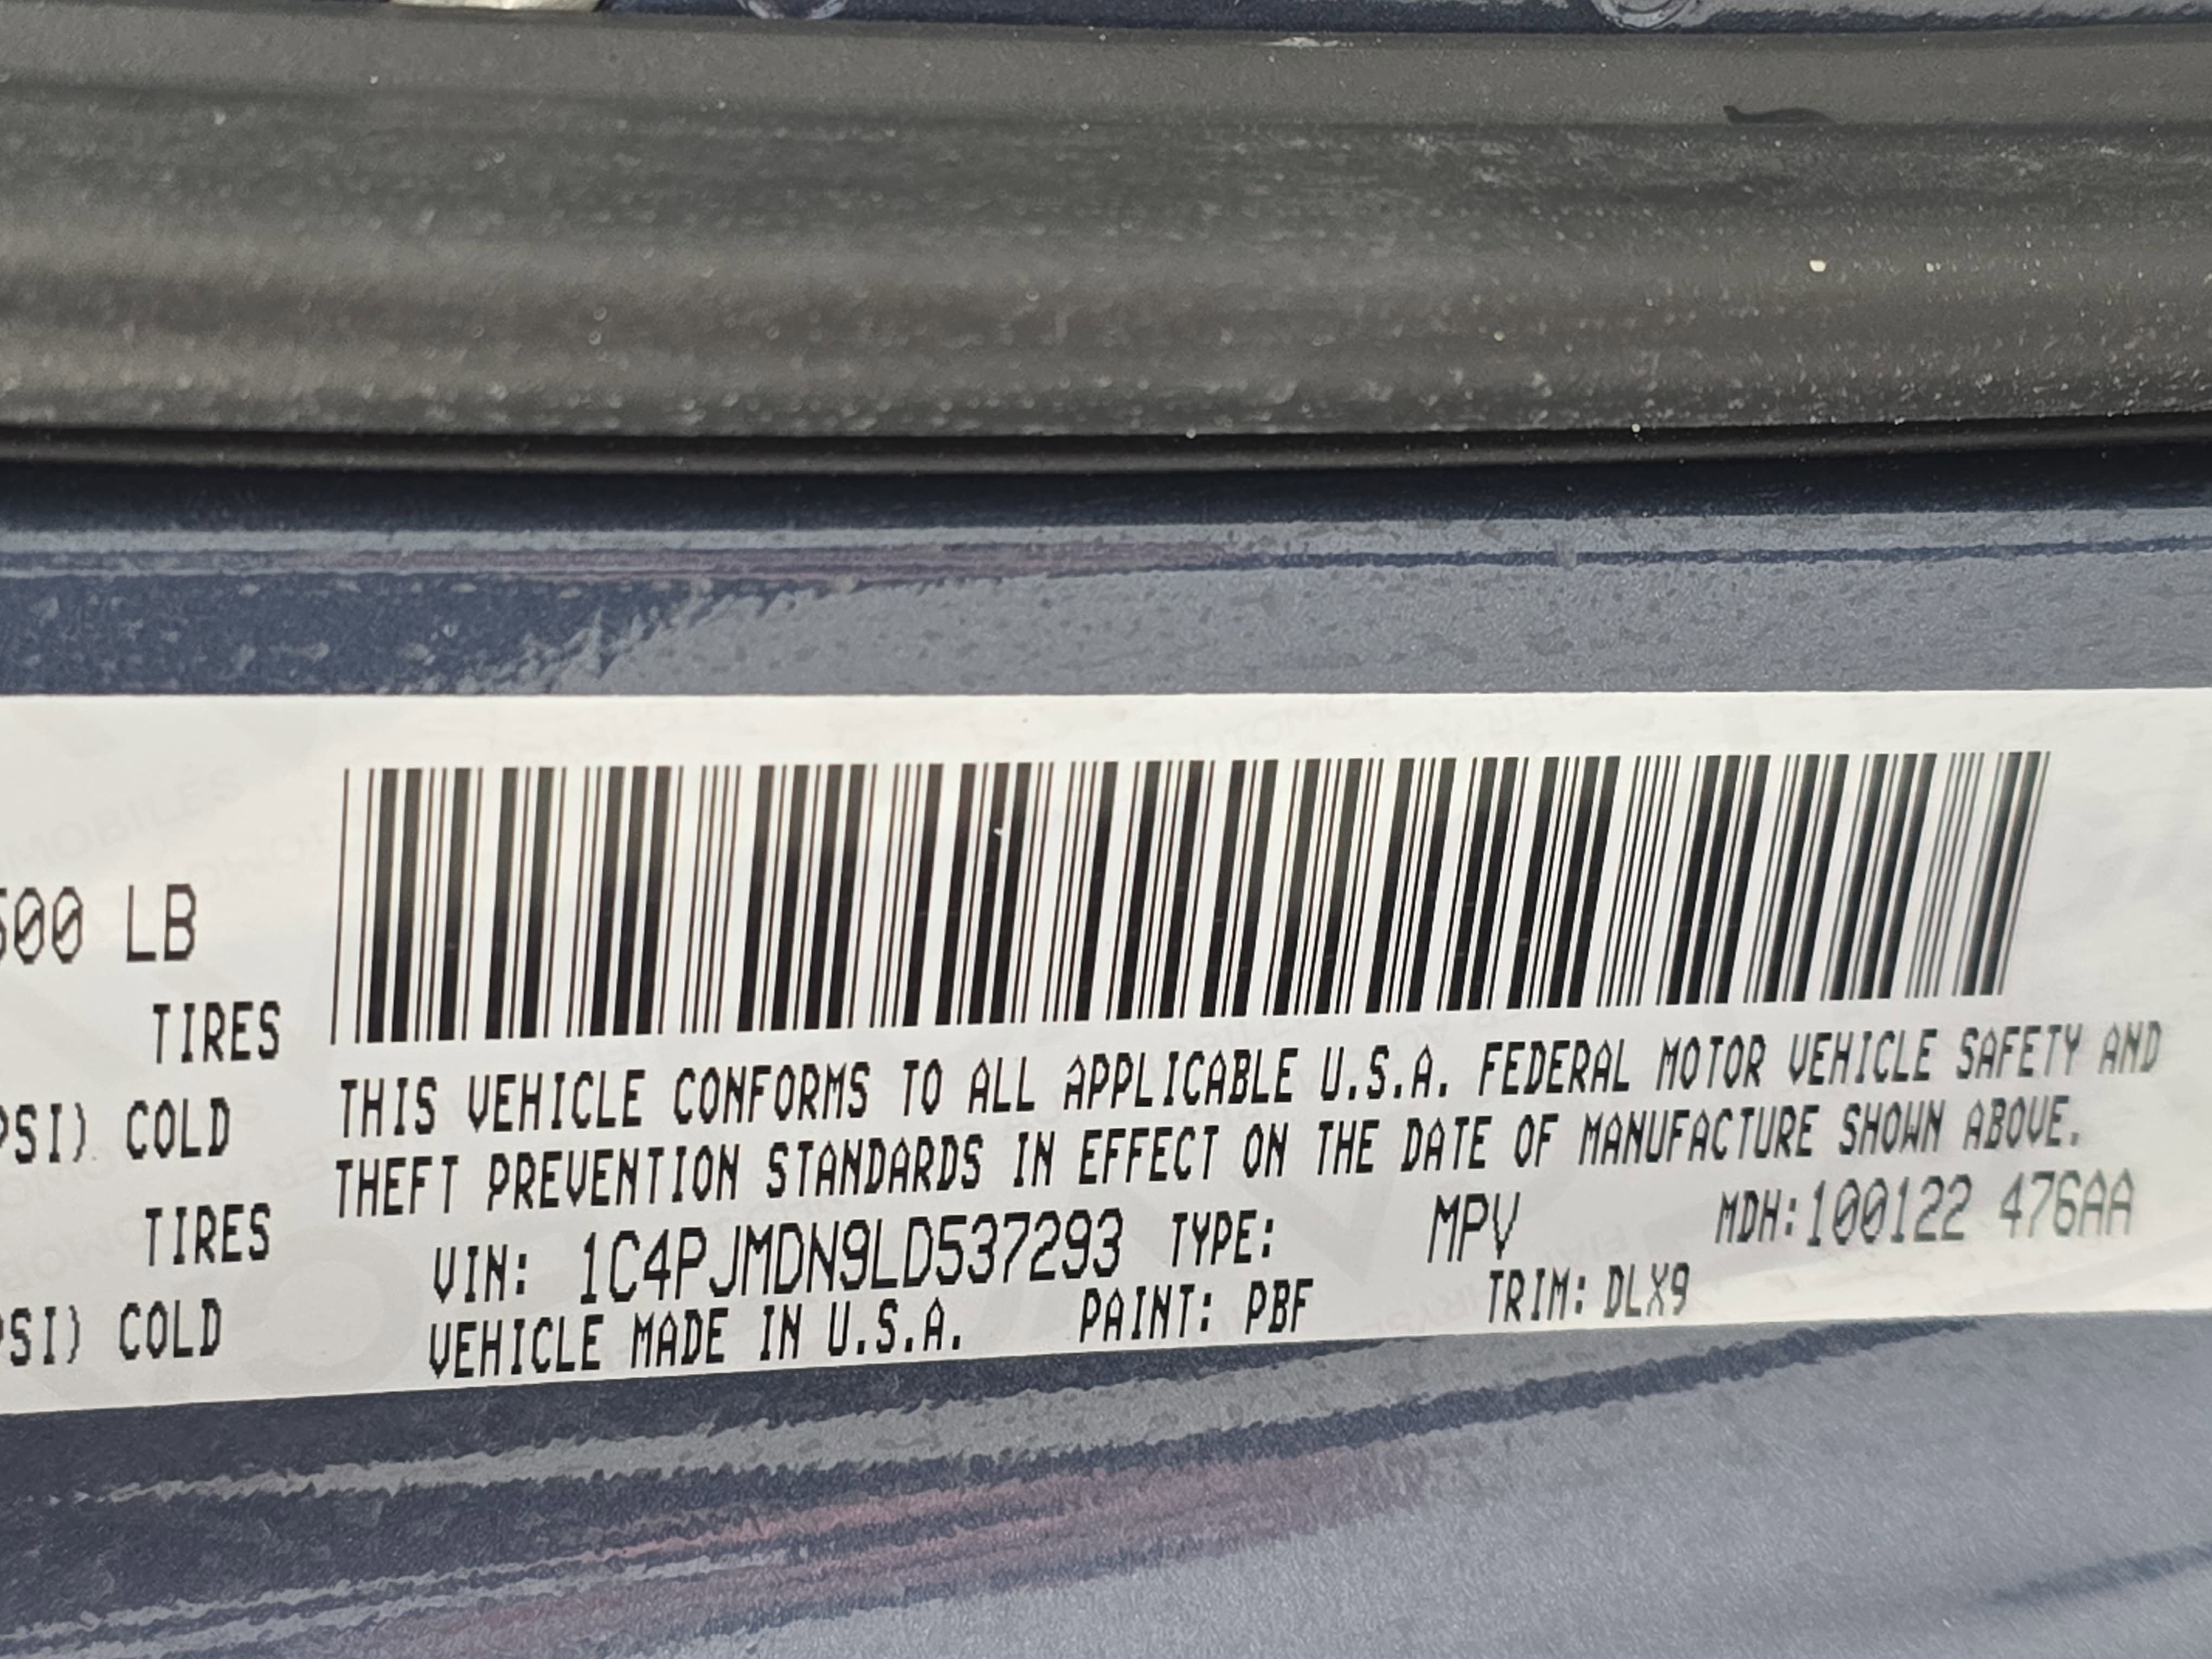 500 LB
TIRES
PSI) COLD
TIRES
PSI) COLD
THIS VEHICLE CONFORMS TO ALL APPLICABLE U.S.A. FEDERAL MOTOR VEHICLE SAFETY AND
THEFT PREVENTION STANDARDS IN EFFECT ON THE DATE OF MANUFACTURE SHOWN ABOVE.
VIN: 1C4PJMDN9LD537293 TYPE: MPV MDH:100122 476AA
VEHICLE MADE IN U.S.A. PAINT: PBF TRIM: DLX9